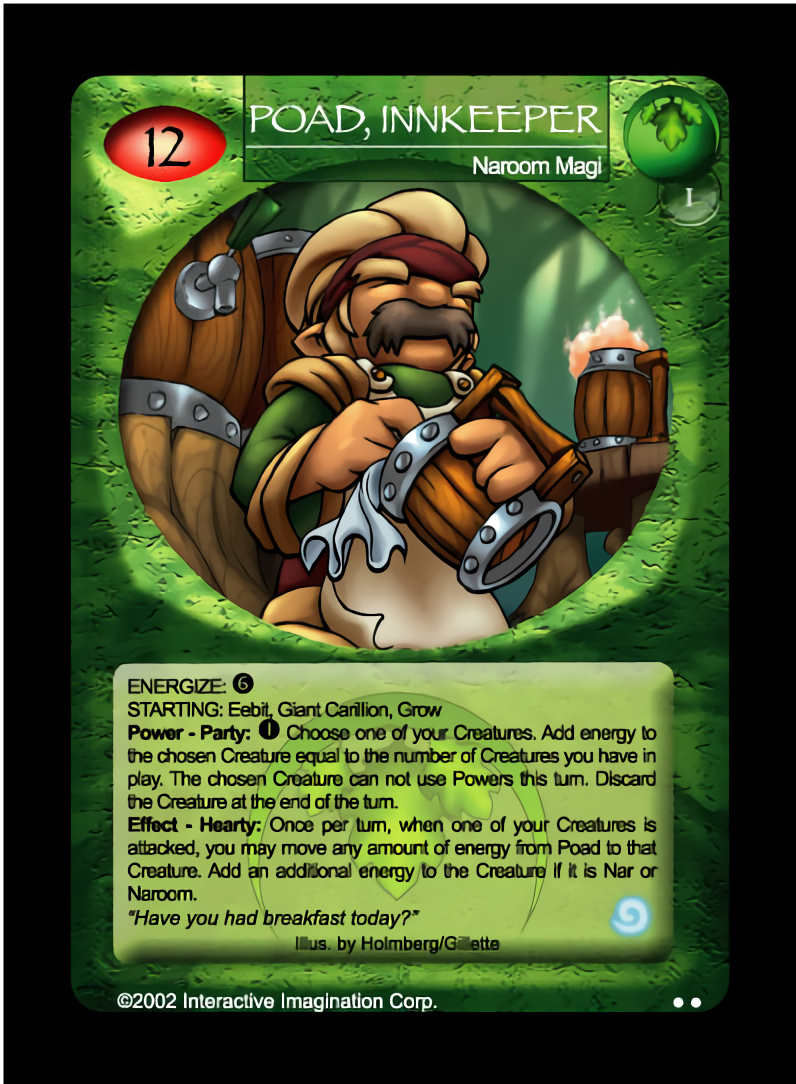 12
POAD, INNKEEPER
Naroom Magi
1
ENERGIZE: 6
STARTING: Eebit, Giant Carillion, Grow
Power - Party: 1 Choose one of your Creatures. Add energy to
the chosen Creature equal to the number of Creatures you have in
play. The chosen Creature can not use Powers this turn. Discard
the Creature at the end of the turn.
Effect - Hearty: Once per turn, when one of your Creatures is
attacked, you may move any amount of energy from Poad to that
Creature. Add an additional energy to the Creature if it is Nar or
Naroom.
"Have you had breakfast today?"
Illus. by Holmberg/Gillette
©2002 Interactive Imagination Corp.